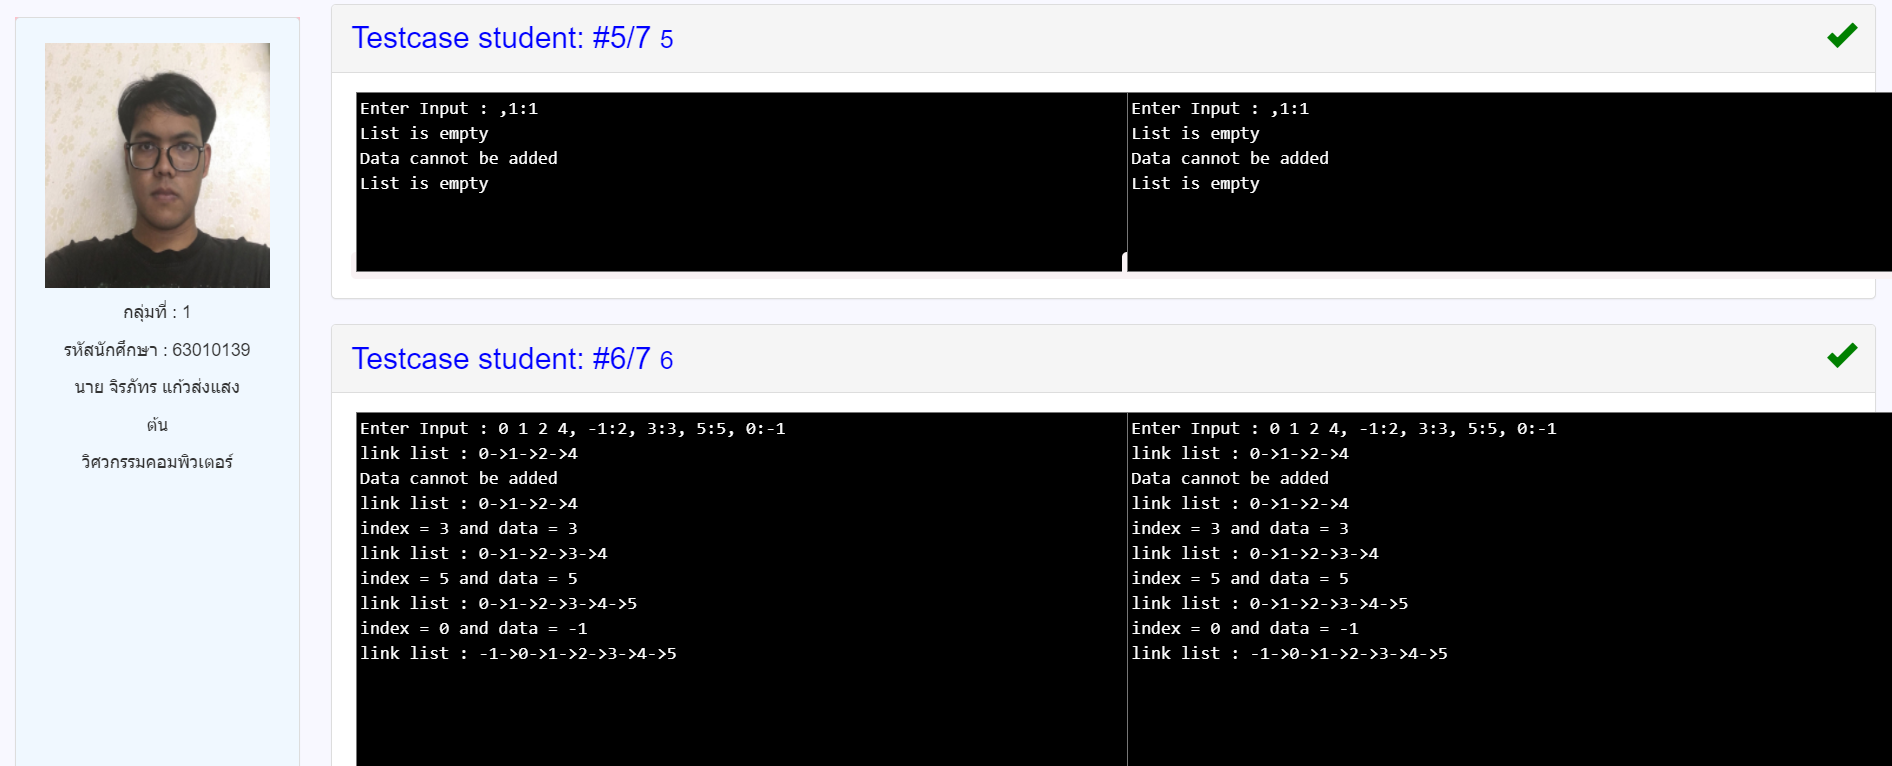 กลุ่มที่ : 1
รหัสนักศึกษา : 63010139
นาย จิรภัทร แก้วส่งแสง
ต้น
วิศวกรรมคอมพิวเตอร์
Testcase student: #5/7 5
Enter Input : ,1:1
List is empty
Data cannot be added
List is empty
Enter Input : ,1:1
List is empty
Data cannot be added
List is empty
Testcase student: #6/7 6
Enter Input : 0 1 2 4, -1:2, 3:3, 5:5, 0:-1
link list : 0->1->2->4
Data cannot be added
link list : 0->1->2->4
index = 3 and data = 3
link list : 0->1->2->3->4
index = 5 and data = 5
link list : 0->1->2->3->4->5
index = 0 and data = -1
link list : -1->0->1->2->3->4->5
Enter Input : 0 1 2 4, -1:2, 3:3, 5:5, 0:-1
link list : 0->1->2->4
Data cannot be added
link list : 0->1->2->4
index = 3 and data = 3
link list : 0->1->2->3->4
index = 5 and data = 5
link list : 0->1->2->3->4->5
index = 0 and data = -1
link list : -1->0->1->2->3->4->5